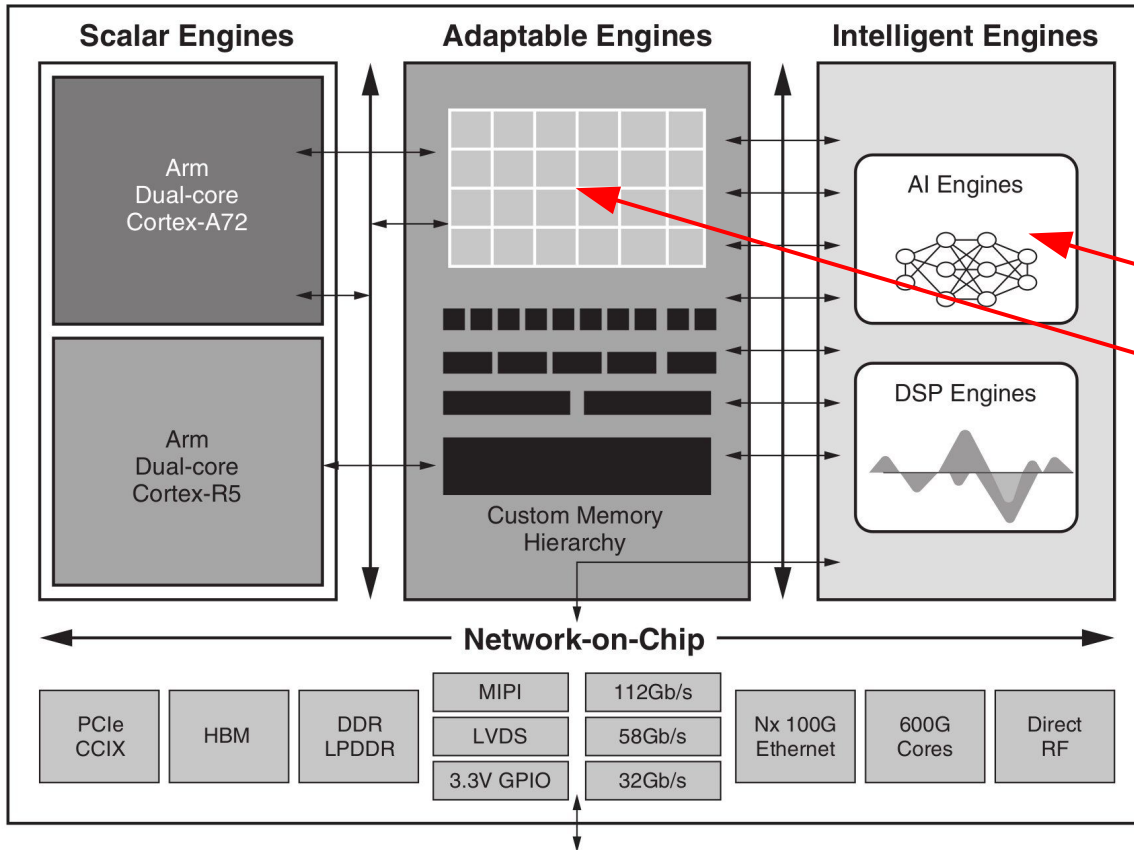 Scalar Engines
Adaptable Engines
Intelligent Engines
Arm
Dual-core
Cortex-A72
Arm
Dual-core
Cortex-R5
Custom Memory
Hierarchy
AI Engines
DSP Engines
Network-on-Chip
PCIe
CCIX
HBM
DDR
LPDDR
MIPI
LVDS
3.3V GPIO
112Gb/s
58Gb/s
32Gb/s
Nx 100G
Ethernet
600G
Cores
Direct
RF